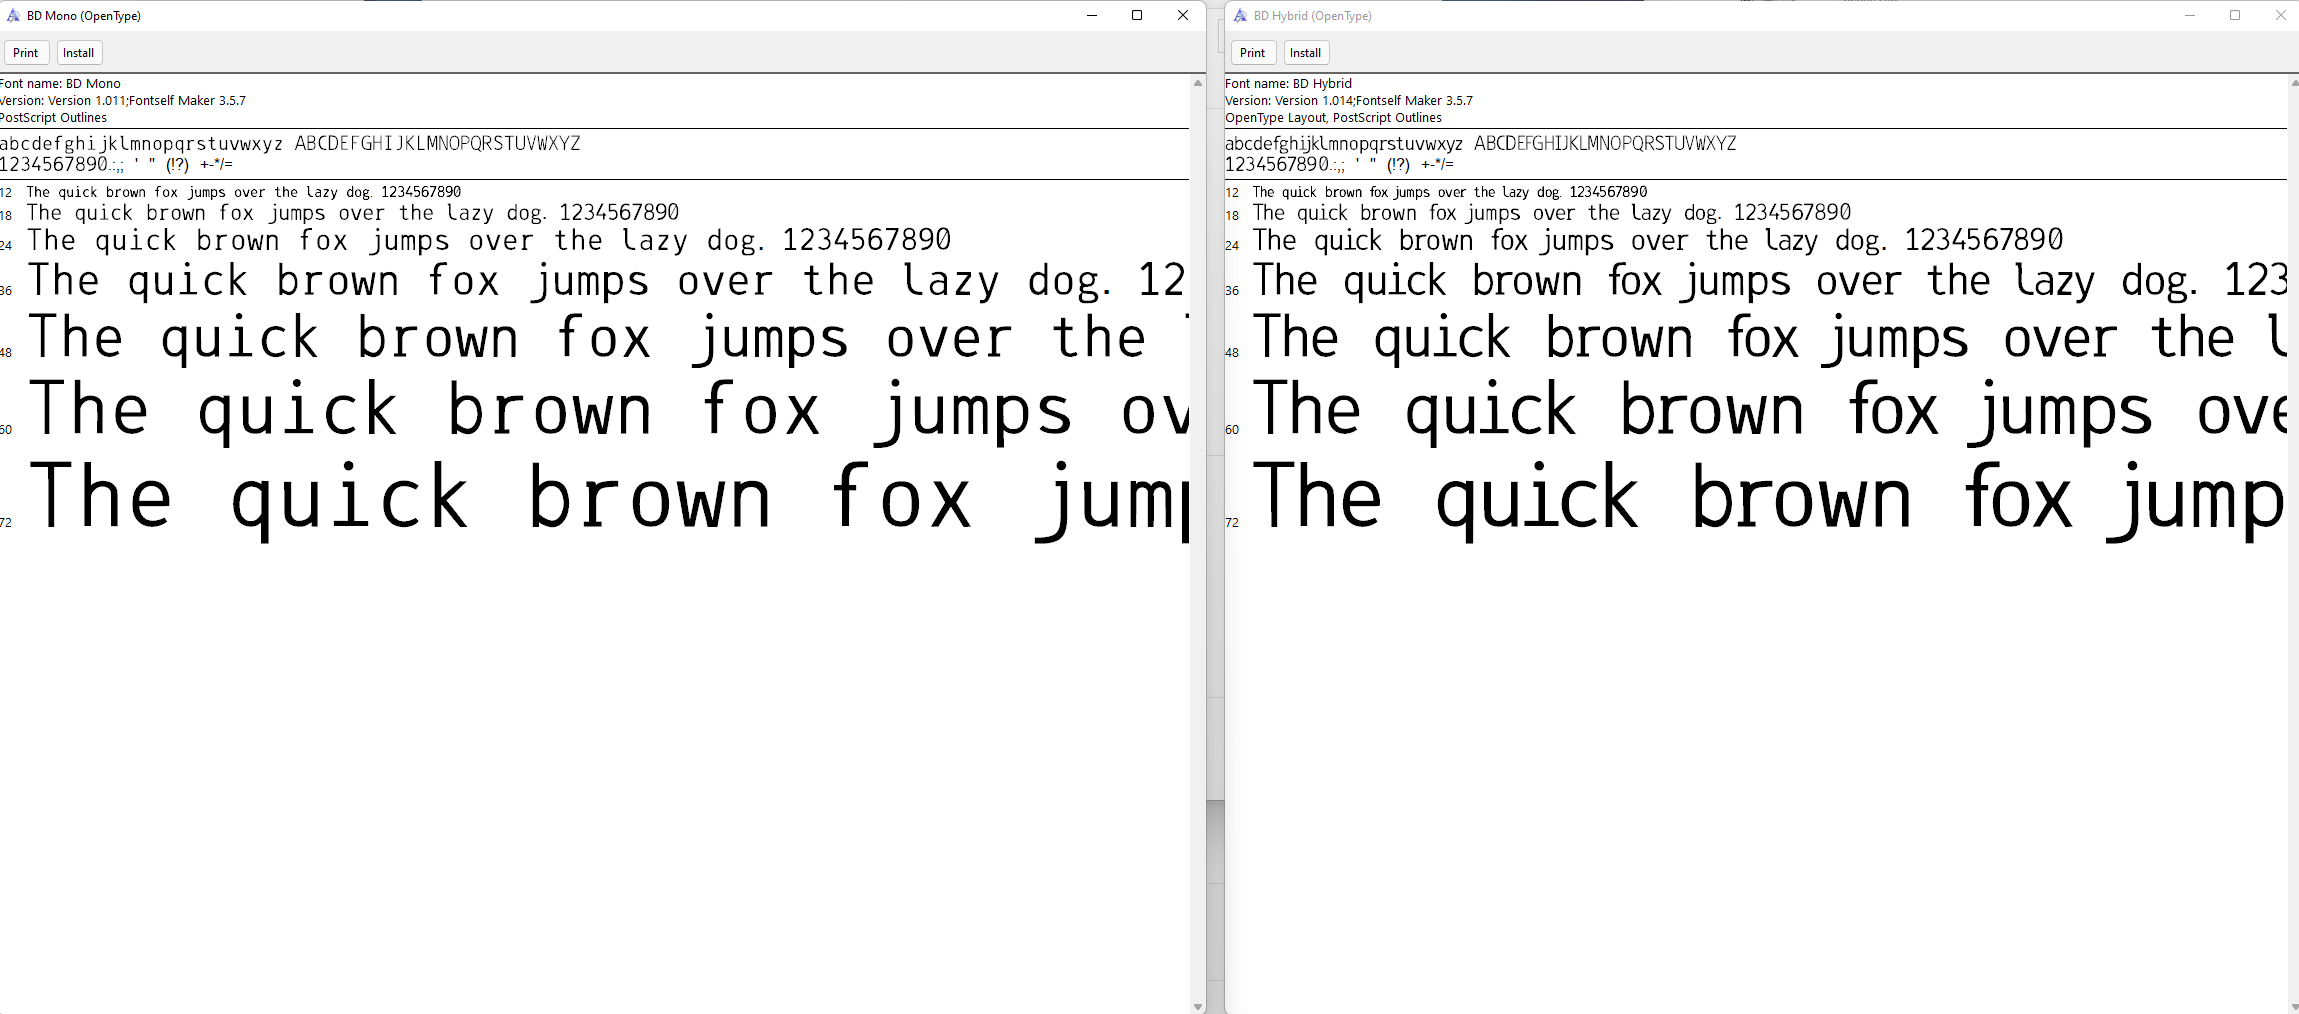 BD Mono (OpenType)
Print Install
Font name: BD Mono
Version: Version 1.011;Fontself Maker 3.5.7
PostScript Outlines
abcdefghijklmnopqrstuvwxyz ABCDEFGHIJKLMNOPQRSTUVWXYZ
1234567890.:,; ' " (!?) +-*/=
12 The quick brown fox jumps over the lazy dog. 1234567890
18 The quick brown fox jumps over the lazy dog. 1234567890
24 The quick brown fox jumps over the lazy dog. 1234567890
36 The quick brown fox jumps over the lazy dog. 12
48 The quick brown fox jumps over the
60 The quick brown fox jumps ov
72 The quick brown fox jump
BD Hybrid (OpenType)
Print Install
Font name: BD Hybrid
Version: Version 1.014;Fontself Maker 3.5.7
OpenType Layout, PostScript Outlines
abcdefghijklmnopqrstuvwxyz ABCDEFGHIJKLMNOPQRSTUVWXYZ
1234567890.:,; ' " (!?) +-*/=
12 The quick brown fox jumps over the lazy dog. 1234567890
18 The quick brown fox jumps over the lazy dog. 1234567890
24 The quick brown fox jumps over the lazy dog. 1234567890
36 The quick brown fox jumps over the lazy dog. 123
48 The quick brown fox jumps over the l
60 The quick brown fox jumps ove
72 The quick brown fox jump